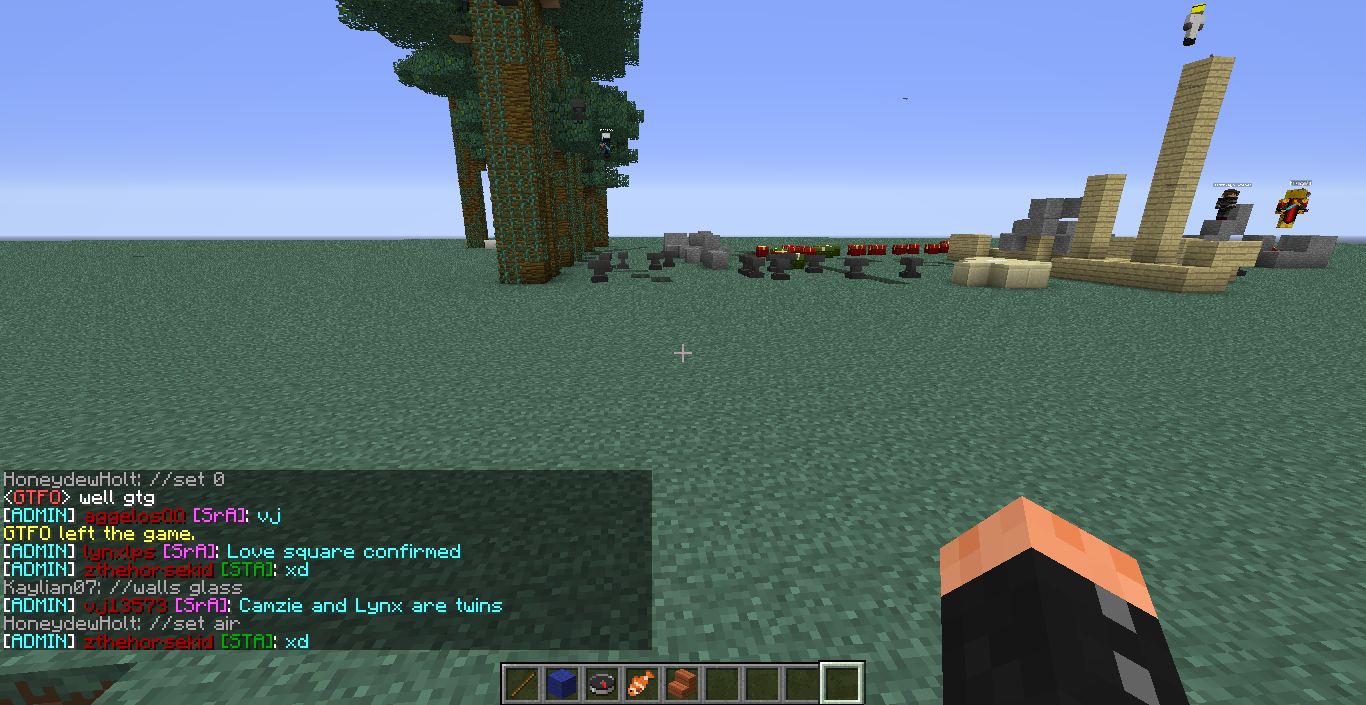 HoneydewHolt: //set 0
<GTFO> well gtg
[ADMIN] aggelos00 [SrA]: vj
GTFO left the game.
[ADMIN] lynxlps [SrA]: Love square confirmed
[ADMIN] zthehorsekid [STA]: xd
Kaylian07: //walls glass
[ADMIN] vj13573 [SrA]: Camzie and Lynx are twins
HoneydewHolt: //set air
[ADMIN] zthehorsekid [STA]: xd